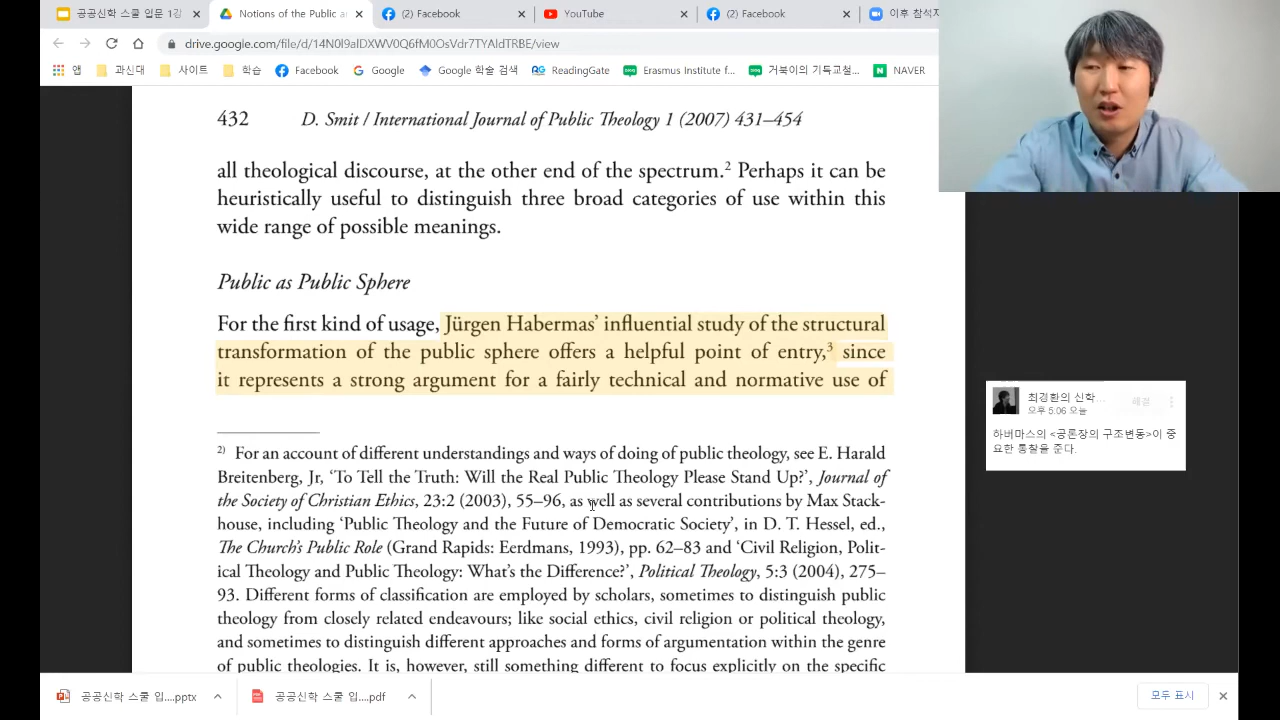 공공신학 스쿨 입문 1강
Notions of the Public a
(2) Facebook
YouTube
(2) Facebook
이후 참석자
drive.google.com/file/d/14N0l9alDXWV0Q6fM0OsVdr7TYAldTRBE/view
앱
과신대
사이트
학습
Facebook
Google
Google 학술 검색
ReadingGate
Erasmus Institute f...
거북이의 기독교철...
NAVER
432 D. Smit / International Journal of Public Theology 1 (2007) 431–454
all theological discourse, at the other end of the spectrum.2 Perhaps it can be
heuristically useful to distinguish three broad categories of use within this
wide range of possible meanings.
Public as Public Sphere
For the first kind of usage, Jürgen Habermas’ influential study of the structural
transformation of the public sphere offers a helpful point of entry,3 since
it represents a strong argument for a fairly technical and normative use of
최경환의 신학...
해결
오후 5:06 오늘
하버마스의 <공론장의 구조변동>이 중
요한 통찰을 준다.
2) For an account of different understandings and ways of doing of public theology, see E. Harald
Breitenberg, Jr, ‘To Tell the Truth: Will the Real Public Theology Please Stand Up?’, Journal of
the Society of Christian Ethics, 23:2 (2003), 55–96, as well as several contributions by Max Stack-
house, including ‘Public Theology and the Future of Democratic Society’, in D. T. Hessel, ed.,
The Church’s Public Role (Grand Rapids: Eerdmans, 1993), pp. 62–83 and ‘Civil Religion, Polit-
ical Theology and Public Theology: What’s the Difference?’, Political Theology, 5:3 (2004), 275–
93. Different forms of classification are employed by scholars, sometimes to distinguish public
theology from closely related endeavours; like social ethics, civil religion or political theology,
and sometimes to distinguish different approaches and forms of argumentation within the genre
of public theologies. It is, however, still something different to focus explicitly on the specific
공공신학 스쿨 입....pptx
공공신학 스쿨 입....pdf
모두 표시